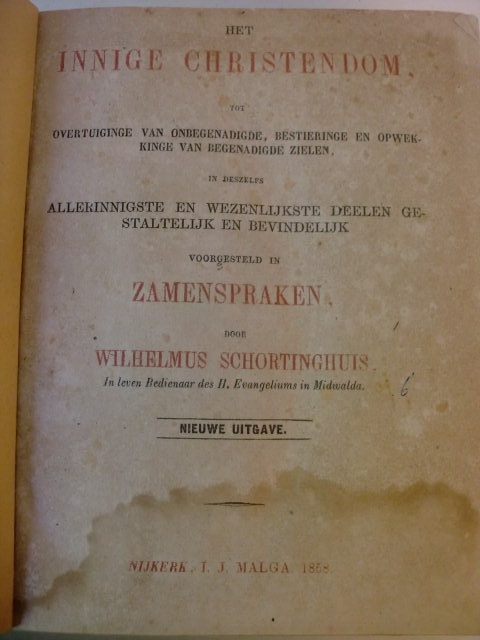 HET
INNIGE CHRISTENDOM,
TOT
OVERTUIGINGE VAN ONBEGENADIGDE, BESTIERINGE EN OPWEK-
KINGE VAN BEGENADIGDE ZIELEN,
IN DESZELFS
ALLERINNIGSTE EN WEZENLIJKSTE DEELEN GE-
STALTELIJK EN BEVINDELIJK
VOORGESTELD IN
ZAMENSPRAKEN,
DOOR
WILHELMUS SCHORTINGHUIS.
In leven Bedienaar des H. Evangeliums in Midwalda.
6
NIEUWE UITGAVE.
NIJKERK, I. J. MALGA. 1858.